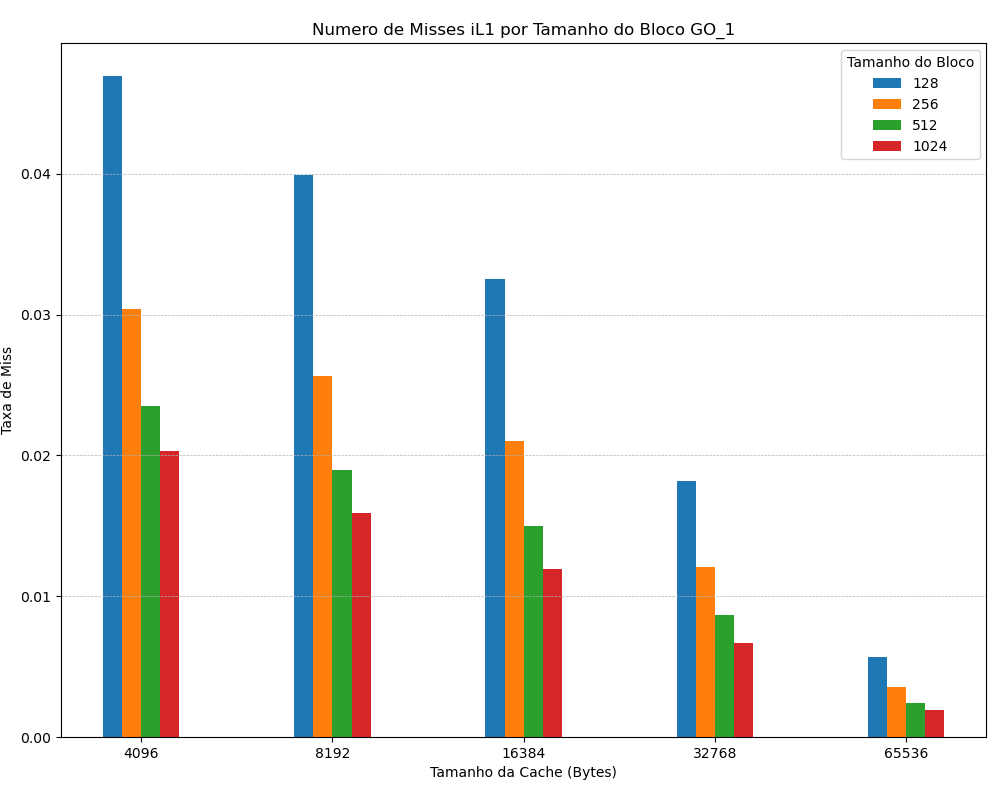 Numero de Misses iL1 por Tamanho do Bloco GO_1
Tamanho do Bloco
128
256
512
1024
Taxa de Miss
0.04
0.03
0.02
0.01
0.00
4096 8192 16384 32768 65536
Tamanho da Cache (Bytes)